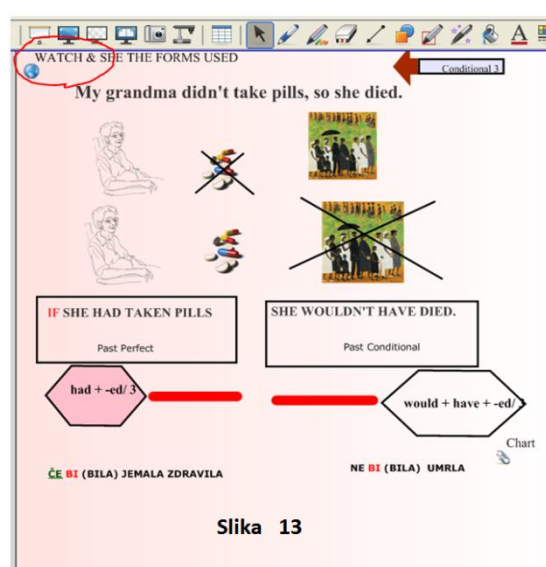 WATCH & SEE THE FORMS USED
Conditional 3
My grandma didn't take pills, so she died.
IF SHE HAD TAKEN PILLS
Past Perfect
SHE WOULDN'T HAVE DIED.
Past Conditional
had + -ed/ 3
would + have + -ed/ 3
Chart
ČE BI (BILA) JEMALA ZDRAVILA
NE BI (BILA) UMRLA
Slika 13